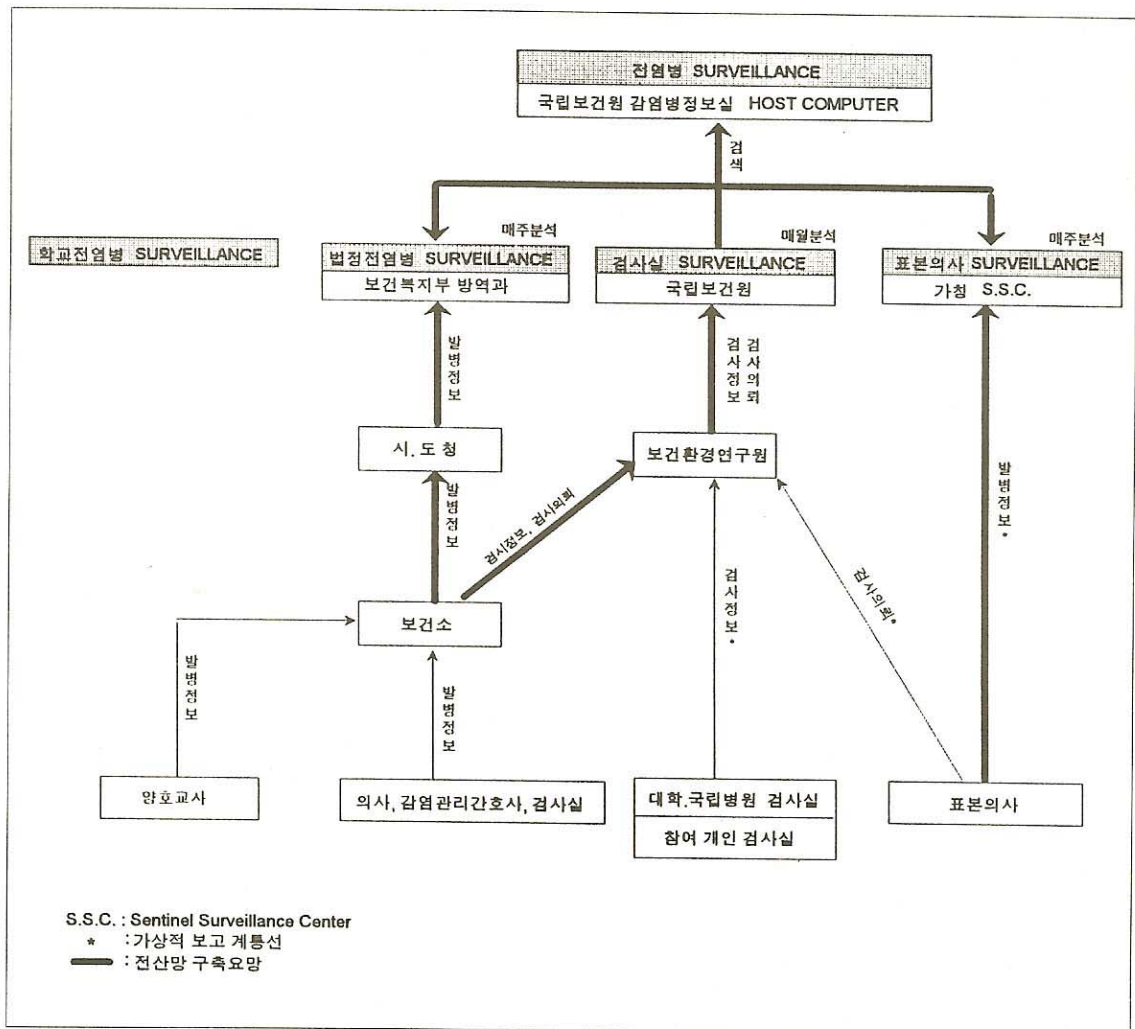 전염병 SURVEILLANCE
국립보건원 감염병정보실 HOST COMPUTER
검색
매주분석
매월분석
매주분석
학교전염병 SURVEILLANCE
법정전염병 SURVEILLANCE
보건복지부 방역과
검사실 SURVEILLANCE
국립보건원
표본의사 SURVEILLANCE
가칭 S.S.C.
발병정보
검사정보
검사의뢰
시.도청
보건환경연구원
발병정보
검시정보, 검시의뢰
발병정보*
보건소
검사정보*
검사의뢰*
발병정보
발병정보
양호교사
의사, 감염관리간호사, 검사실
대학.국립병원 검사실
참여 개인 검사실
표본의사
S.S.C. : Sentinel Surveillance Center
* : 가상적 보고 계통선
: 전산망 구축요망